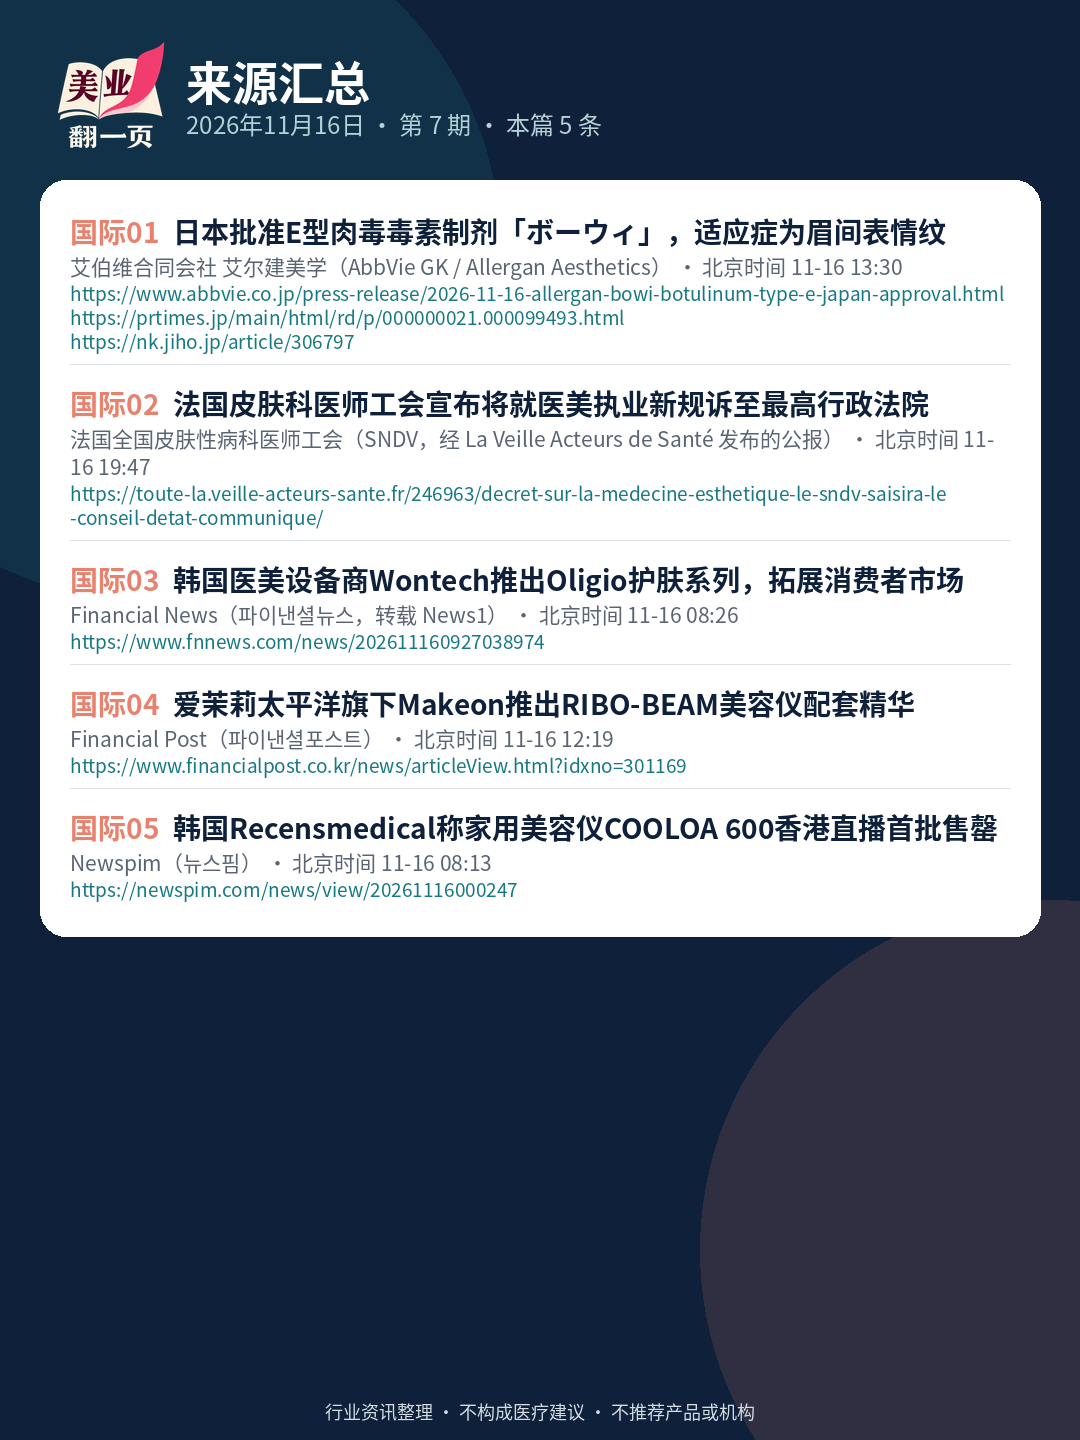 美业
翻一页
来源汇总
2026年11月16日 · 第 7 期 · 本篇 5 条
国际01 日本批准E型肉毒毒素制剂「ボーウィ」，适应症为眉间表情纹
艾伯维合同会社 艾尔建美学（AbbVie GK / Allergan Aesthetics） · 北京时间 11-16 13:30
https://www.abbvie.co.jp/press-release/2026-11-16-allergan-bowi-botulinum-type-e-japan-approval.html
https://prtimes.jp/main/html/rd/p/000000021.000099493.html
https://nk.jiho.jp/article/306797
国际02 法国皮肤科医师工会宣布将就医美执业新规诉至最高行政法院
法国全国皮肤性病科医师工会（SNDV，经 La Veille Acteurs de Santé 发布的公报） · 北京时间 11-
16 19:47
https://toute-la.veille-acteurs-sante.fr/246963/decret-sur-la-medecine-esthetique-le-sndv-saisira-le
-conseil-detat-communique/
国际03 韩国医美设备商Wontech推出Oligio护肤系列，拓展消费者市场
Financial News（파이낸셜뉴스，转载 News1） · 北京时间 11-16 08:26
https://www.fnnews.com/news/202611160927038974
国际04 爱茉莉太平洋旗下Makeon推出RIBO-BEAM美容仪配套精华
Financial Post（파이낸셜포스트） · 北京时间 11-16 12:19
https://www.financialpost.co.kr/news/articleView.html?idxno=301169
国际05 韩国Recensmedical称家用美容仪COOLOA 600香港直播首批售罄
Newspim（뉴스핌） · 北京时间 11-16 08:13
https://newspim.com/news/view/20261116000247
行业资讯整理 · 不构成医疗建议 · 不推荐产品或机构